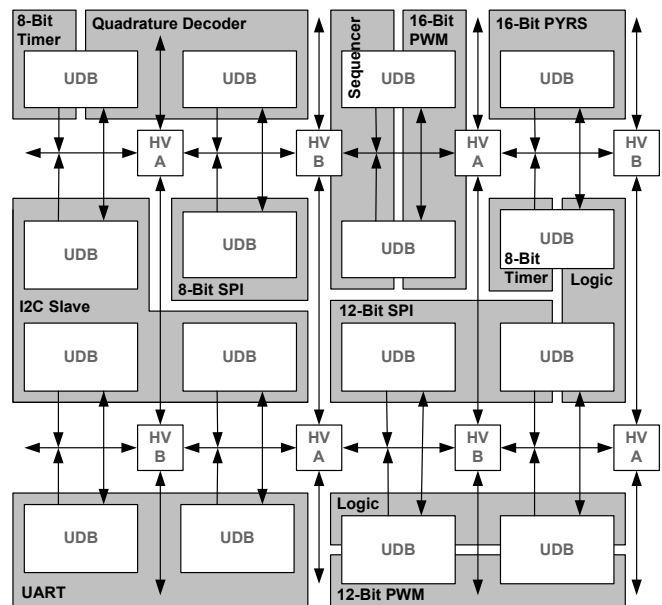 8-Bit
Timer
Quadrature Decoder
Sequencer
16-Bit
PWM
16-Bit PYRS
UDB
UDB
UDB
UDB
HV
A
HV
B
HV
A
HV
B
UDB
UDB
UDB
UDB
8-Bit
Timer
Logic
I2C Slave
8-Bit SPI
12-Bit SPI
UDB
UDB
UDB
UDB
HV
B
HV
A
HV
B
HV
A
Logic
UDB
UDB
UDB
UDB
UART
12-Bit PWM